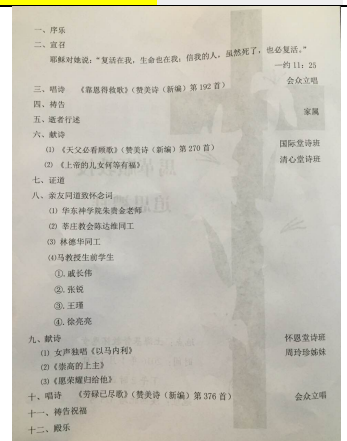 一、序乐
二、宣召
耶稣对她说：“复活在我，生命也在我；信我的人，虽然死了，也必复活。”
—约 11：25
三、唱诗 《靠恩得救歌》（赞美诗（新编）第 192 首） 会众立唱
四、祷告
五、逝者行述 家属
六、献诗
⑴ 《天父必看顾歌》（赞美诗（新编）第 270 首） 国际堂诗班
⑵ 《上帝的儿女何等有福》 清心堂诗班
七、证道
八、亲友同道致怀念词
⑴ 华东神学院朱贵金老师
⑵ 莘庄教会陈达维同工
⑶ 林德华同工
⑷马教授生前学生
①. 戚长伟
②. 张锐
③. 王瑾
④. 徐亮亮
九、献诗 怀恩堂诗班
⑴ 女声独唱《以马内利》 周玲珍姊妹
⑵《崇高的上主》
⑶《愿荣耀归给他》
十、唱诗 《劳碌已尽歌》（赞美诗（新编）第 376 首） 会众立唱
十一、祷告祝福
十二、殿乐